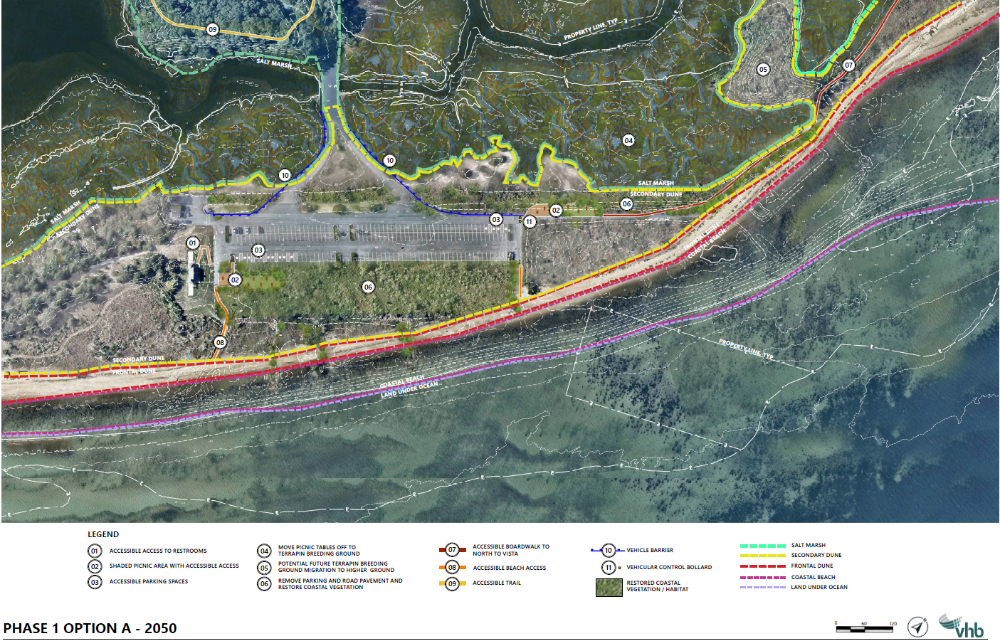 09
SALT MARSH
PROPERTY LINE, TYP
05
07
04
10
10
SALT MARSH
SECONDARY DUNE
06
02
03
11
SALT MARSH
SECONDARY DUNE
01
03
02
06
FRONTAL DUNE
COASTAL BEACH
08
SECONDARY DUNE
FRONTAL DUNE
COASTAL BEACH
LAND UNDER OCEAN
PROPERTY LINE, TYP
LEGEND
01 ACCESSIBLE ACCESS TO RESTROOMS
02 SHADED PICNIC AREA WITH ACCESSIBLE ACCESS
03 ACCESSIBLE PARKING SPACES
04 MOVE PICNIC TABLES OFF TO
TERRAPIN BREEDING GROUND
05 POTENTIAL FUTURE TERRAPIN BREEDING
GROUND MIGRATION TO HIGHER GROUND
06 REMOVE PARKING AND ROAD PAVEMENT AND
RESTORE COASTAL VEGETATION
07 ACCESSIBLE BOARDWALK TO
NORTH TO VISTA
08 ACCESSIBLE BEACH ACCESS
09 ACCESSIBLE TRAIL
10 VEHICLE BARRIER
11 VEHICULAR CONTROL BOLLARD
RESTORED COASTAL
VEGETATION / HABITAT
SALT MARSH
SECONDARY DUNE
FRONTAL DUNE
COASTAL BEACH
LAND UNDER OCEAN
PHASE 1 OPTION A - 2050
0 60 120
N
vhb